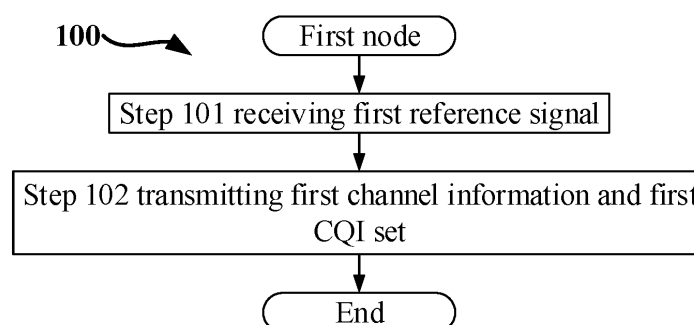 100
First node
Step 101 receiving first reference signal
Step 102 transmitting first channel information and first
CQI set
End